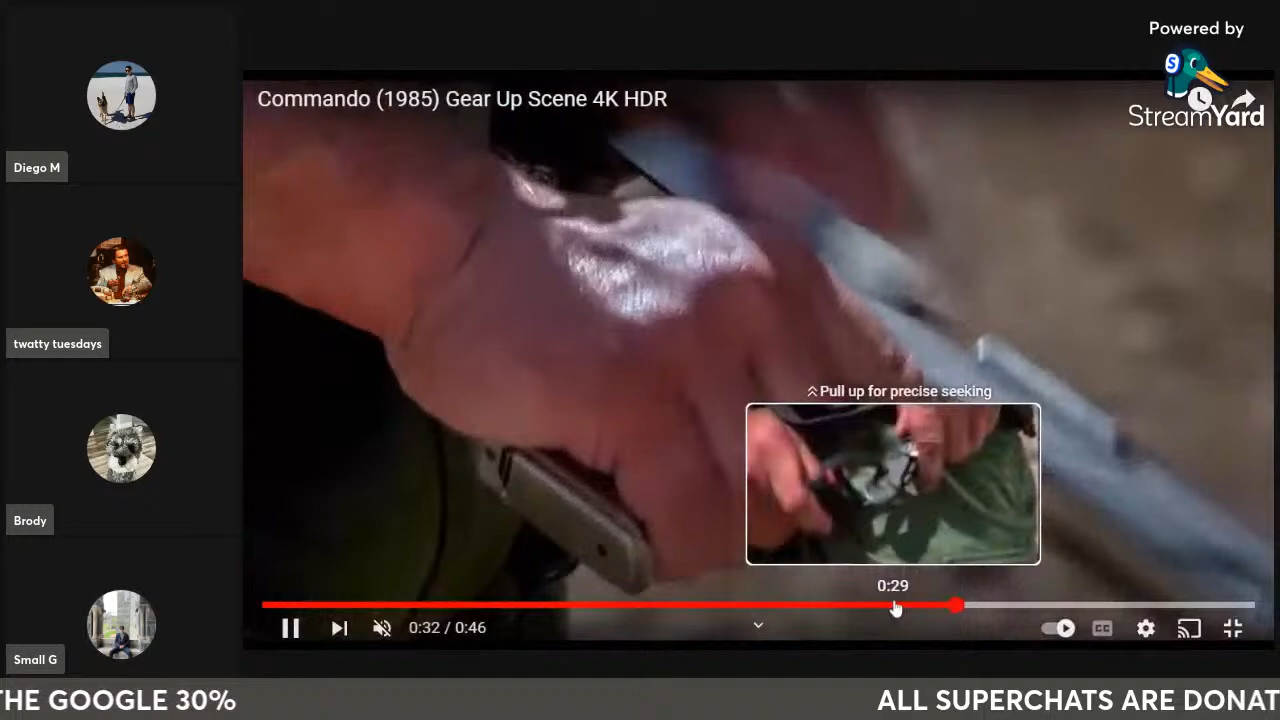 Powered by
StreamYard
Commando (1985) Gear Up Scene 4K HDR
Diego M
twatty tuesdays
Brody
Small G
Pull up for precise seeking
0:29
0:32 / 0:46
CC
THE GOOGLE 30%
ALL SUPERCHATS ARE DONAT